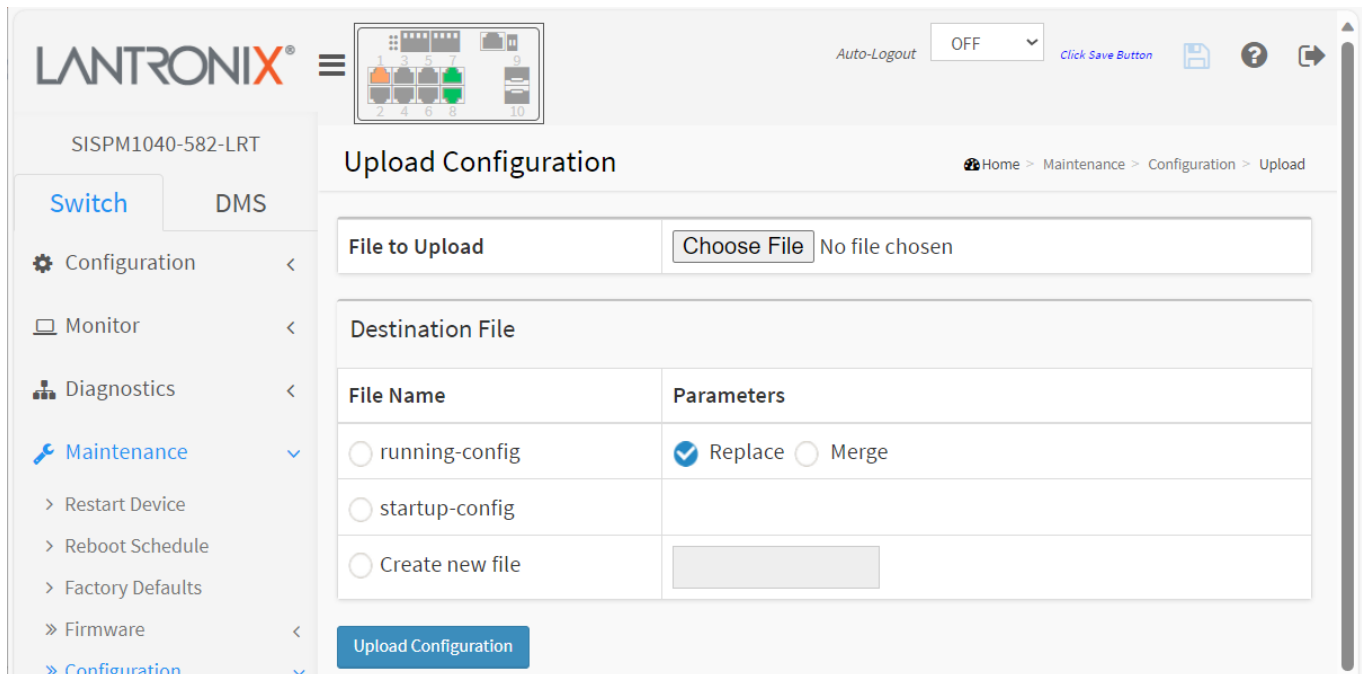 LANTRONIX®
1 3 5 7 9
2 4 6 8 10
Auto-Logout OFF Click Save Button
SISPM1040-582-LRT
Switch DMS
Configuration
Monitor
Diagnostics
Maintenance
> Restart Device
> Reboot Schedule
> Factory Defaults
» Firmware
» Configuration
Upload Configuration
Home > Maintenance > Configuration > Upload
File to Upload Choose File No file chosen
Destination File
File Name Parameters
running-config Replace Merge
startup-config
Create new file
Upload Configuration